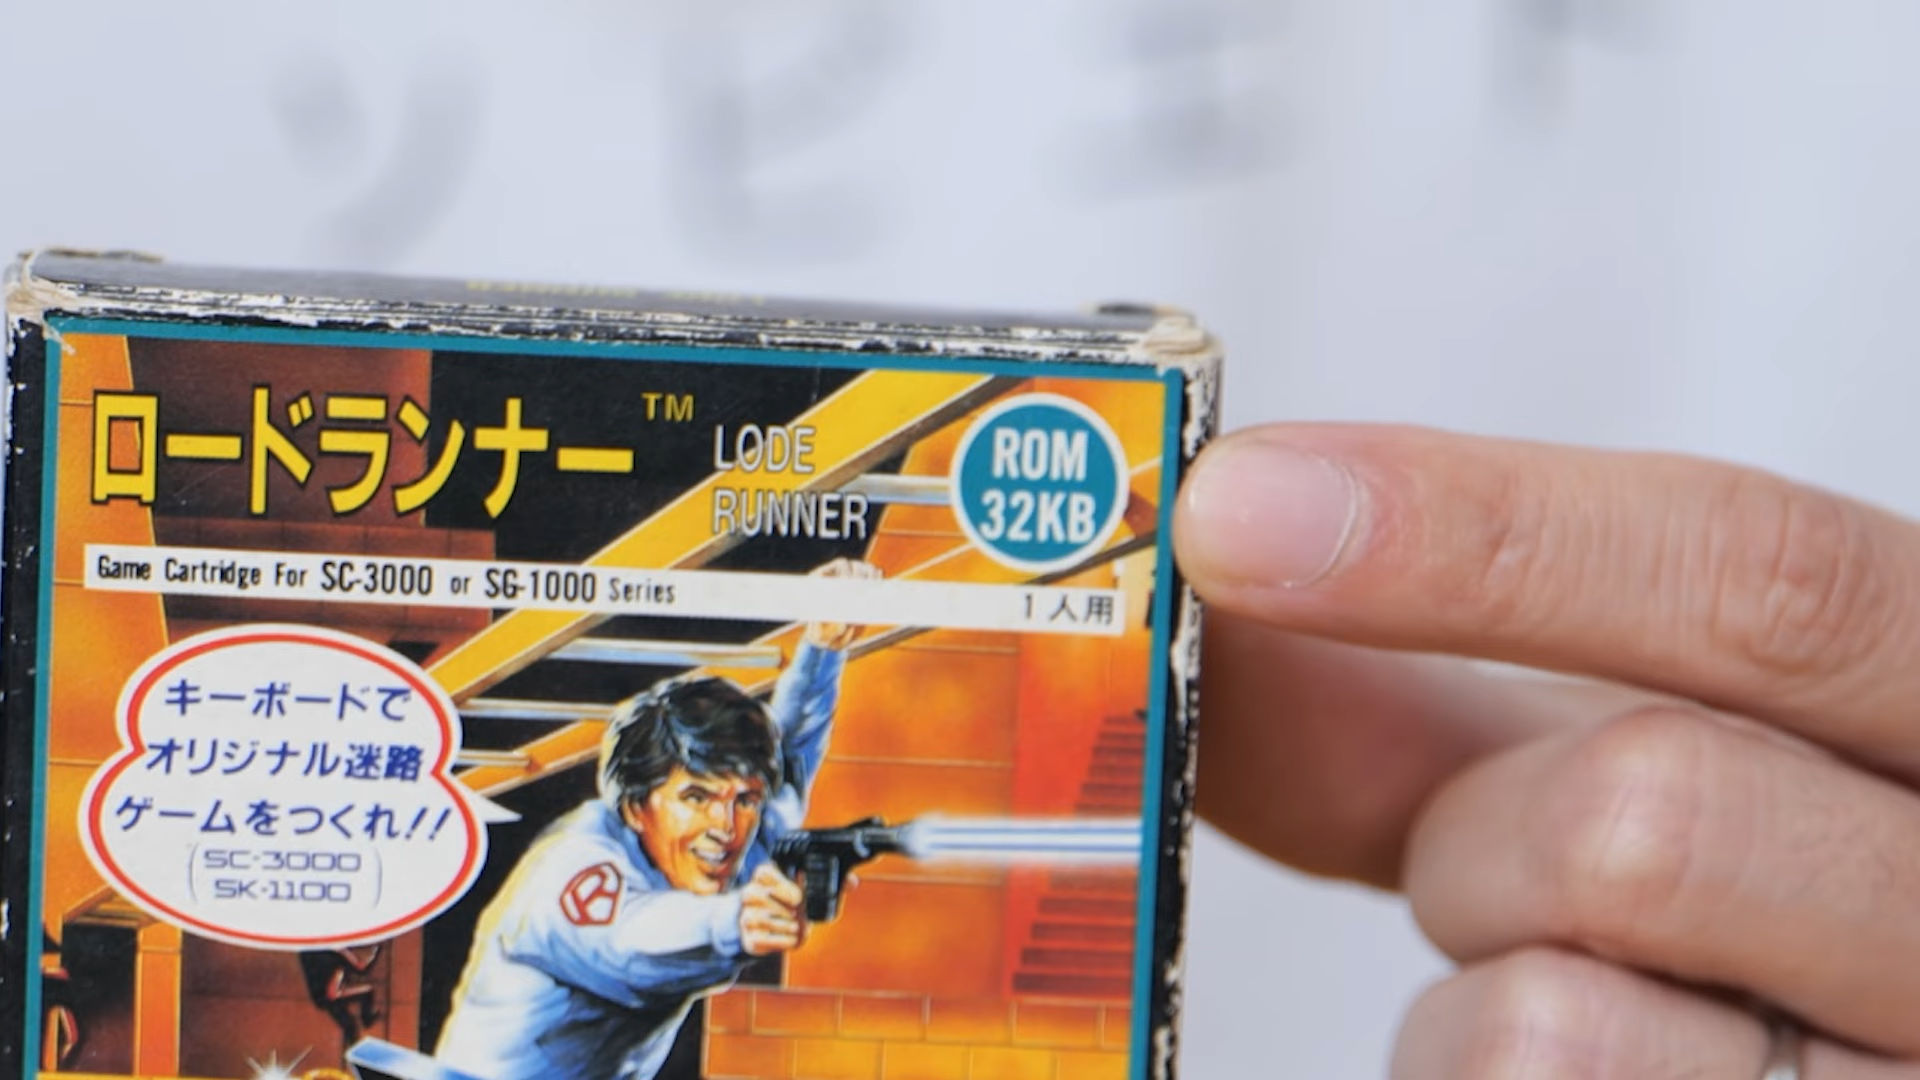 ロードランナー™
LODE
RUNNER
ROM
32KB
Game Cartridge For SC-3000 or SG-1000 Series
1人用
キーボードで
オリジナル迷路
ゲームをつくれ!!
(SC-3000
SK-1100)